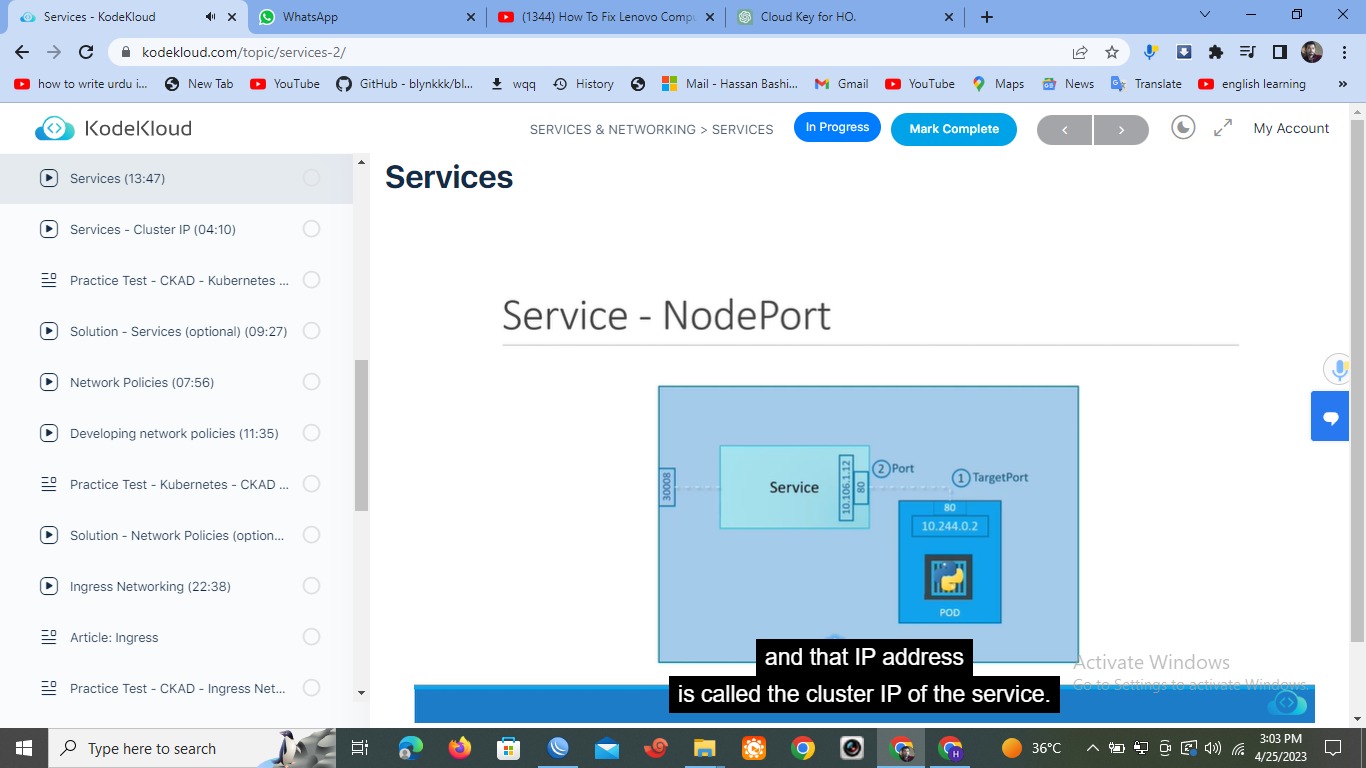 Services - KodeKloud
WhatsApp
(1344) How To Fix Lenovo Compu
Cloud Key for HO.
kodekloud.com/topic/services-2/
how to write urdu i...
New Tab
YouTube
GitHub - blynkkk/bl...
wqq
History
Mail - Hassan Bashi...
Gmail
YouTube
Maps
News
Translate
english learning
»
KodeKloud
SERVICES & NETWORKING > SERVICES
In Progress
Mark Complete
My Account
Services (13:47)
Services - Cluster IP (04:10)
Practice Test - CKAD - Kubernetes ...
Solution - Services (optional) (09:27)
Network Policies (07:56)
Developing network policies (11:35)
Practice Test - Kubernetes - CKAD ...
Solution - Network Policies (option...
Ingress Networking (22:38)
Article: Ingress
Practice Test - CKAD - Ingress Net...
Services
Service - NodePort
30008
Service
10.106.1.12
80
2 Port
1 TargetPort
80
10.244.0.2
POD
and that IP address
is called the cluster IP of the service.
Activate Windows
Go to Settings to activate Windows.
Type here to search
H
36°C
3:03 PM
4/25/2023